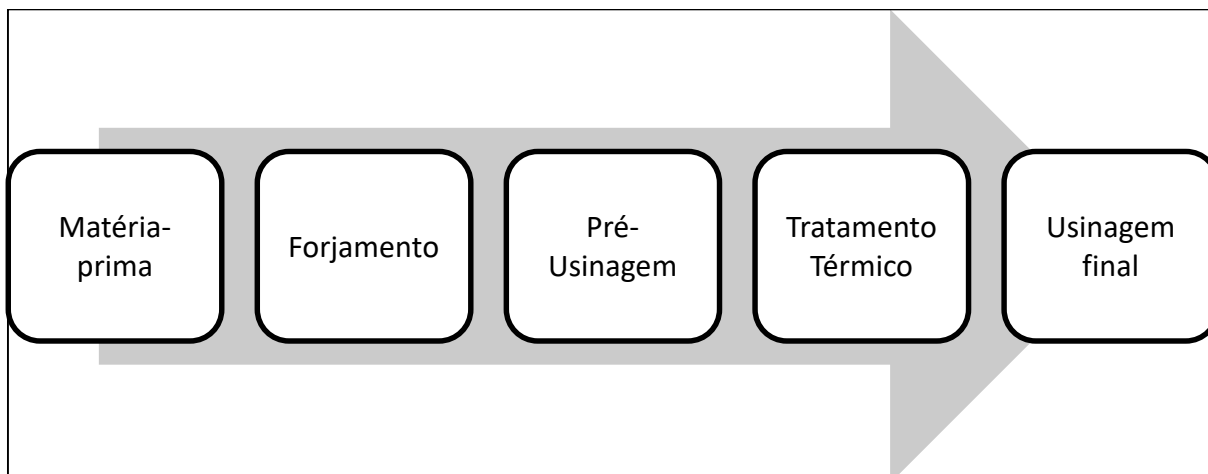 Matéria-
prima
Forjamento
Pré-
Usinagem
Tratamento
Térmico
Usinagem
final